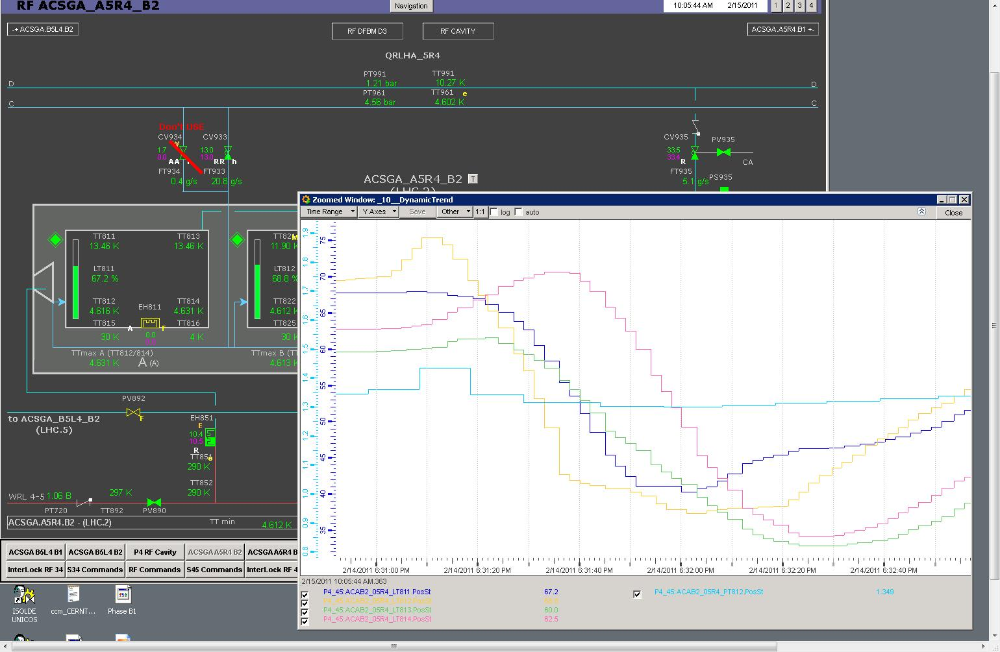 RF ACSGA_A5R4_B2
Navigation
10:05:44 AM 2/15/2011
1 2 3 4
-+ ACSGA.B5L4.B2
RF DFBM D3
RF CAVITY
ACSGA.A5R4.B1 +-
QRLHA_5R4
PT991 TT991
D 1.21 bar 10.27 K D
PT961 TT961 e
C 4.56 bar 4.602 K C
Don't USE
CV934 CV933
W
1.7 13.0
0.0 13.0
AA RR h
FT934 FT933
0.4 g/s 20.8 g/s
CV935 PV935
33.5
33.4
R CA
FT935 PS935
5.1 g/s
ACSGA_A5R4_B2 T
(LHC.2)
TT811 TT813
13.46 K 13.46 K
LT811
67.2 %
TT812 TT814
EH811
4.616 K 4.631 K
TT815 A F TT816
30 K 0.0 4 K
TTmax A (TT812/814)
4.631 K A (A)
TT82 M
11.90 K
LT812
68.8 %
TT822
4.612 K
TT825
30 K
TTmax B (TT
4.613 K
PV892
F
to ACSGA_B5L4_B2
(LHC.5)
EH851
E
10.4
10.5
R
TT851 e
290 K
TT852
290 K
WRL 4-5 1.06 B 297 K
PT720 TT892 PV890
ACSGA.A5R4.B2 - (LHC.2) TT min 4.612 K
ACSGA B5L4 B1 ACSGA B5L4 B2 P4 RF Cavity ACSGA A5R4 B2 ACSGA A5R4 B
InterLock RF 34 S34 Commands RF Commands S45 Commands InterLock RF 4
ISOLDE UNICOS
ccm_CERNT...
Phase B1
Zoomed Window: _10__DynamicTrend
Time Range Y Axes Save Other 1:1 log auto Close
1.9
1.8
1.7
1.6
1.5
1.4
1.3
1.2
1.1
1.0
0.9
0.8
75
70
65
60
55
50
45
40
35
2/14/2011 6:31:00 PM 2/14/2011 6:31:20 PM 2/14/2011 6:31:40 PM 2/14/2011 6:32:00 PM 2/14/2011 6:32:20 PM 2/14/2011 6:32:40 PM
2/15/2011 10:05:44 AM.363
P4_45:ACAB2_05R4_LT811.PosSt 67.2 P4_45:ACAB2_05R4_PT812.PosSt 1.349
P4_45:ACAB2_05R4_LT812.PosSt
P4_45:ACAB2_05R4_LT813.PosSt 60.0
P4_45:ACAB2_05R4_LT814.PosSt 62.5